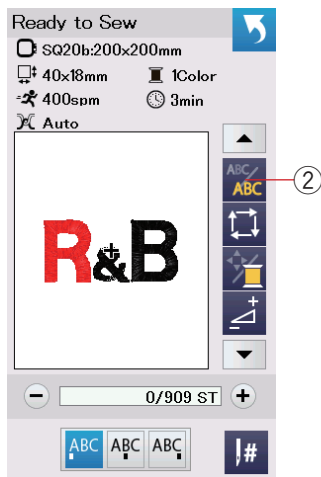 Ready to Sew
SQ20b:200x200mm
40x18mm 1Color
400spm 3min
Auto
ABC
ABC
2
R&B
0/909 ST
ABC ABC ABC
#